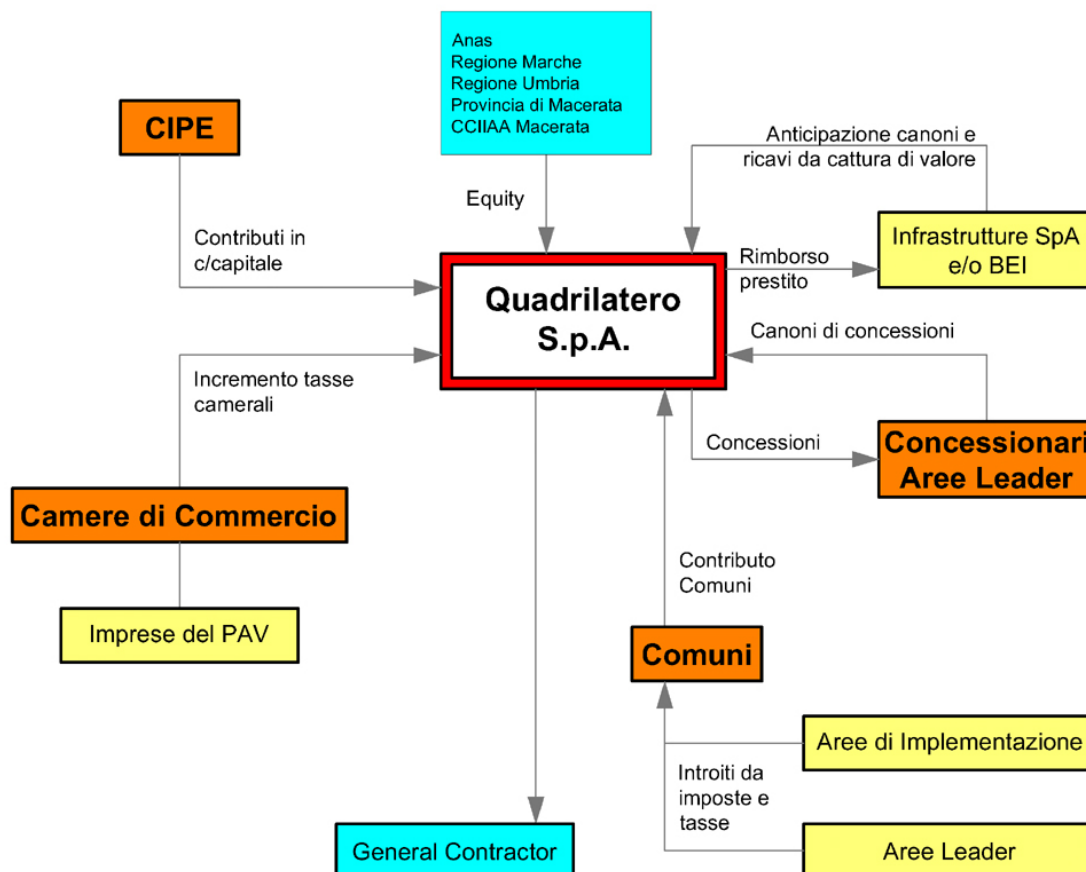 Anas
Regione Marche
Regione Umbria
Provincia di Macerata
CCIIAA Macerata
CIPE
Anticipazione canoni e
ricavi da cattura di valore
Equity
Contributi in
c/capitale
Infrastrutture SpA
e/o BEI
Rimborso
prestito
Quadrilatero
S.p.A.
Canoni di concessioni
Incremento tasse
camerali
Concessioni
Concessionari
Aree Leader
Camere di Commercio
Contributo
Comuni
Imprese del PAV
Comuni
Aree di Implementazione
Introiti da
imposte e
tasse
General Contractor
Aree Leader